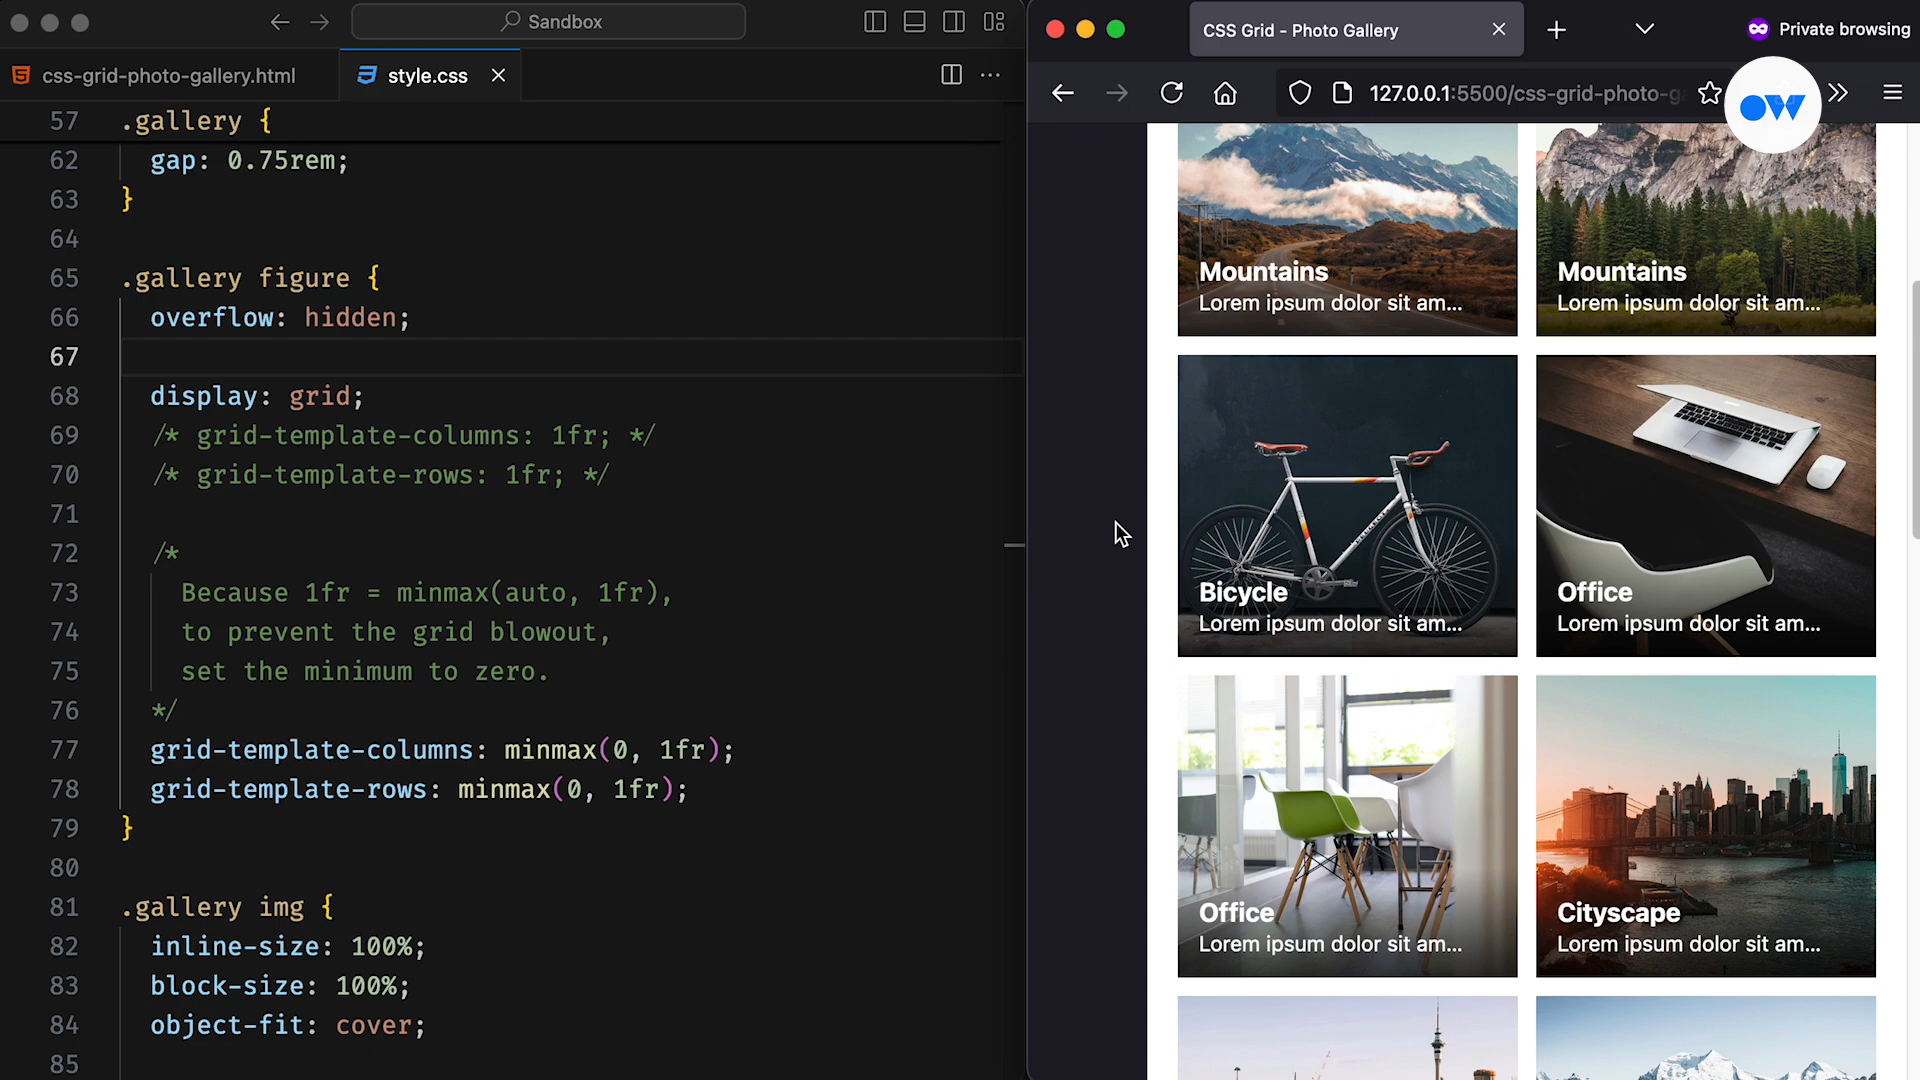 Sandbox
css-grid-photo-gallery.html
style.css
57 .gallery {
62 gap: 0.75rem;
63 }
64
65 .gallery figure {
66 overflow: hidden;
67
68 display: grid;
69 /* grid-template-columns: 1fr; */
70 /* grid-template-rows: 1fr; */
71
72 /*
73 Because 1fr = minmax(auto, 1fr),
74 to prevent the grid blowout,
75 set the minimum to zero.
76 */
77 grid-template-columns: minmax(0, 1fr);
78 grid-template-rows: minmax(0, 1fr);
79 }
80
81 .gallery img {
82 inline-size: 100%;
83 block-size: 100%;
84 object-fit: cover;
85
CSS Grid - Photo Gallery
Private browsing
127.0.0.1:5500/css-grid-photo-g
OW
Mountains
Lorem ipsum dolor sit am...
Mountains
Lorem ipsum dolor sit am...
Bicycle
Lorem ipsum dolor sit am...
Office
Lorem ipsum dolor sit am...
Office
Lorem ipsum dolor sit am...
Cityscape
Lorem ipsum dolor sit am...